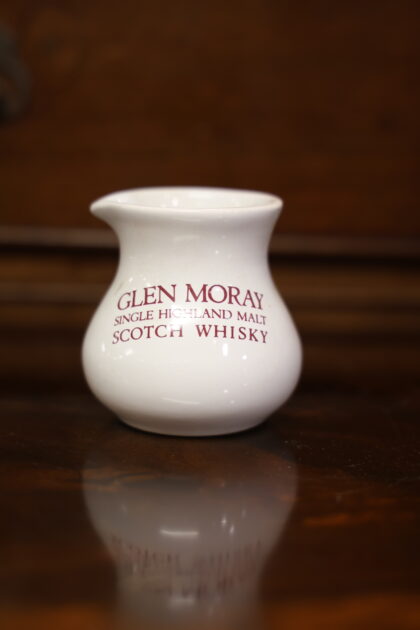 GLEN MORAY
SINGLE HIGHLAND MALT
SCOTCH WHISKY